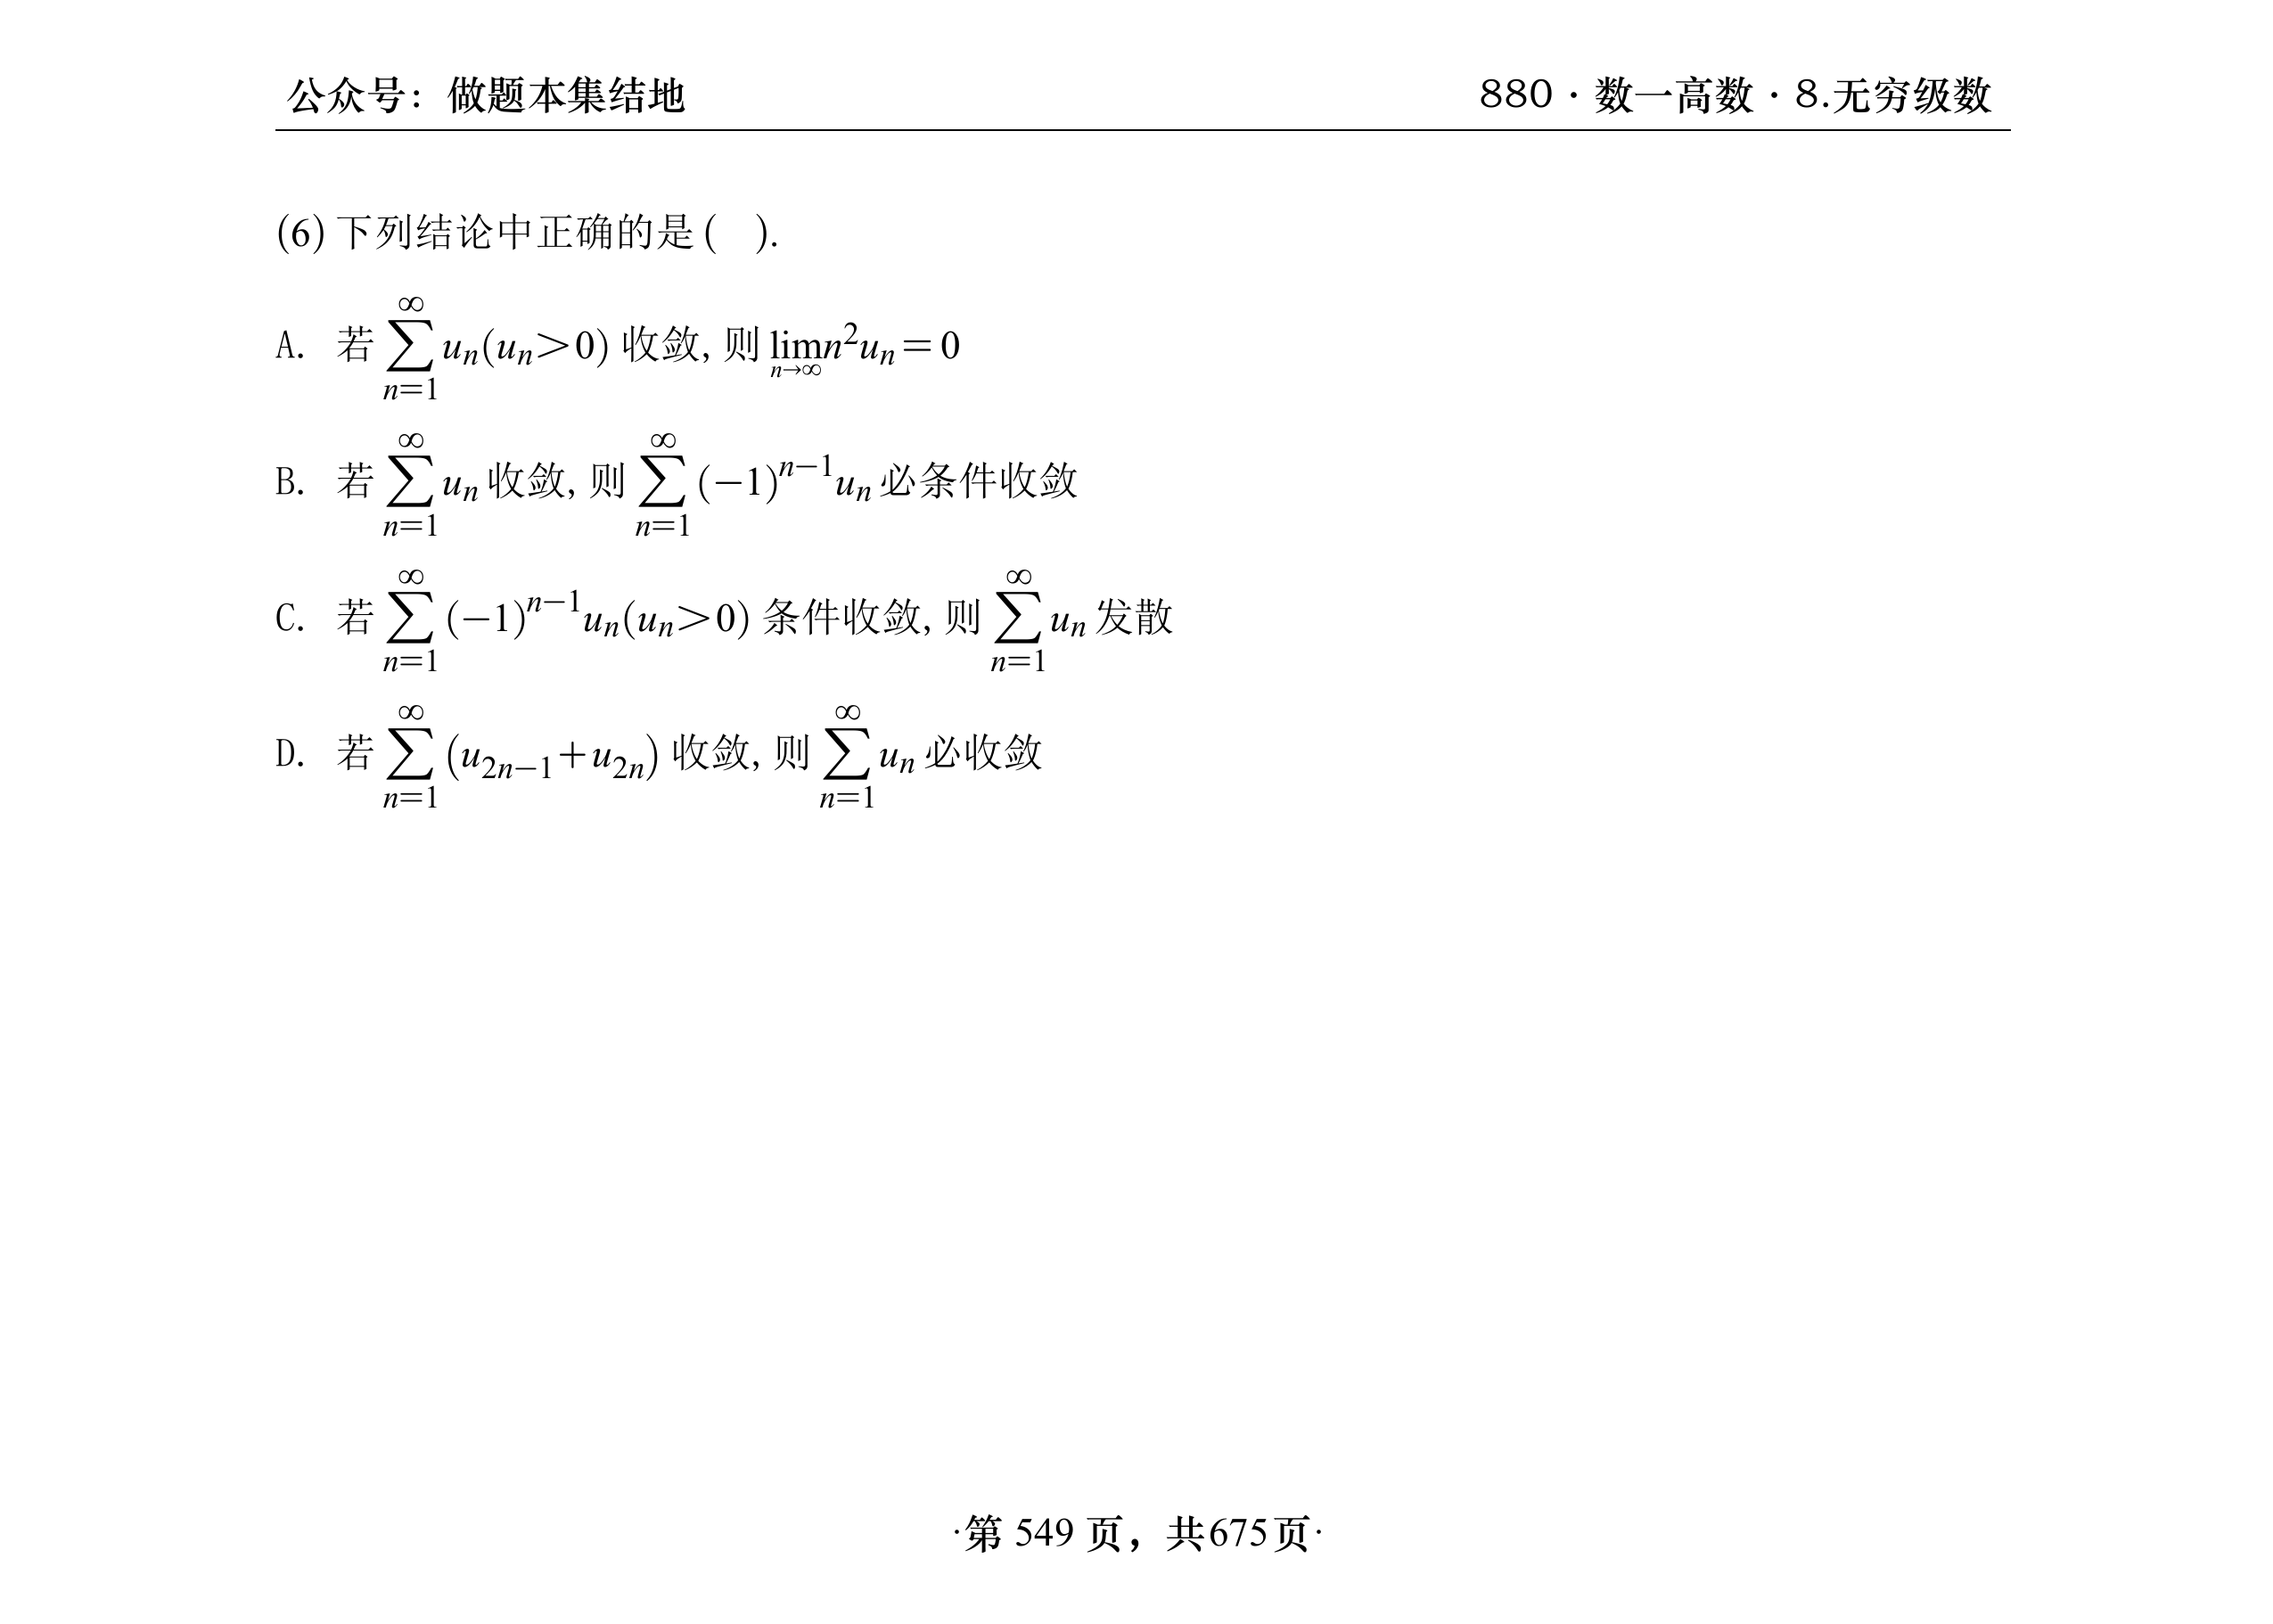 公众号：做题本集结地
880·数一高数·8.无穷级数
(6) 下列结论中正确的是 (   ).
A. 若 $\sum_{n=1}^{\infty} u_n (u_n>0)$ 收敛, 则 $\lim_{n\to\infty} n^2 u_n = 0$
B. 若 $\sum_{n=1}^{\infty} u_n$ 收敛, 则 $\sum_{n=1}^{\infty} (-1)^{n-1} u_n$ 必条件收敛
C. 若 $\sum_{n=1}^{\infty} (-1)^{n-1} u_n (u_n>0)$ 条件收敛, 则 $\sum_{n=1}^{\infty} u_n$ 发散
D. 若 $\sum_{n=1}^{\infty} (u_{2n-1}+u_{2n})$ 收敛, 则 $\sum_{n=1}^{\infty} u_n$ 必收敛
·第 549 页，共675页·